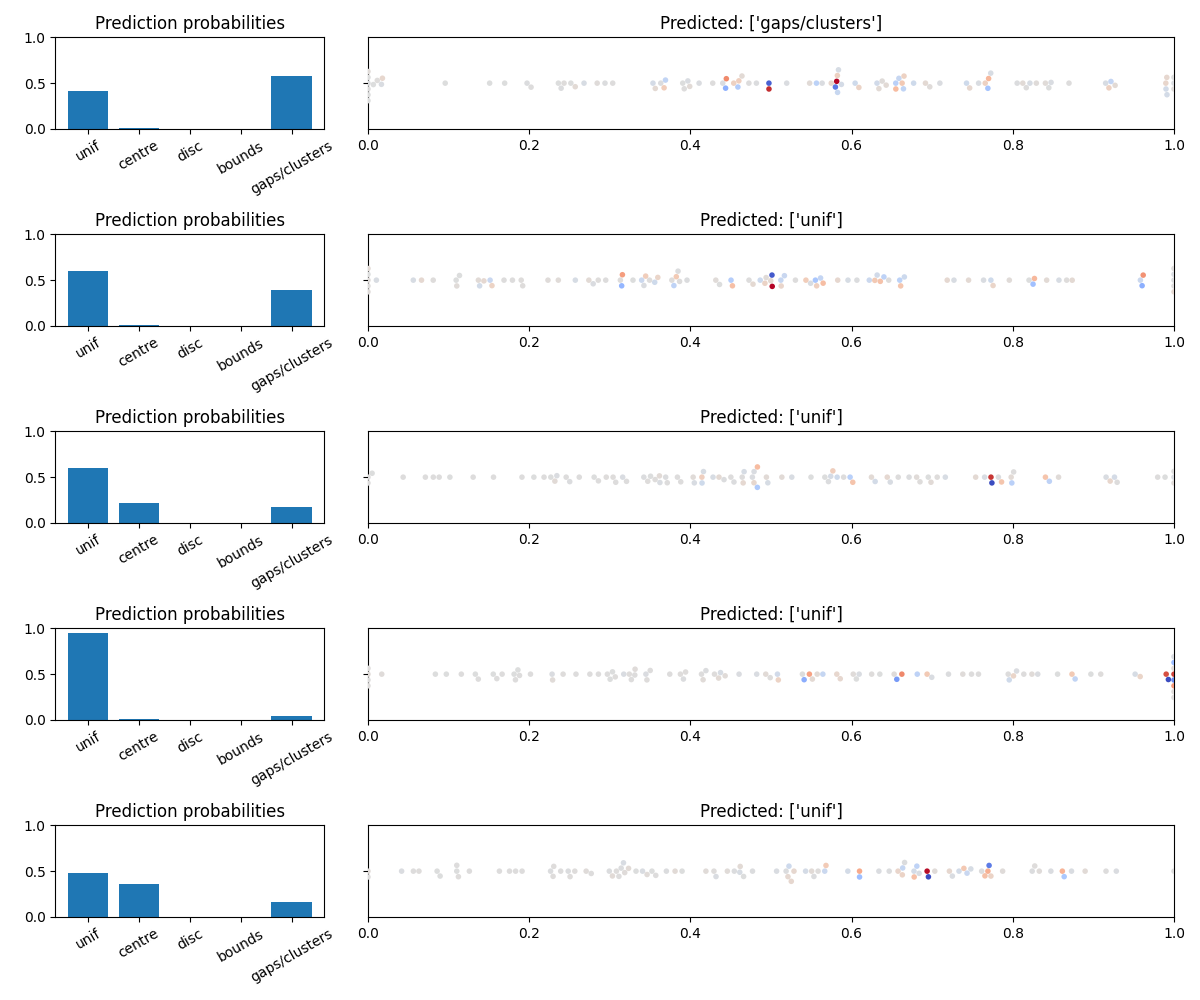 Prediction probabilities
Predicted: ['gaps/clusters']
1.0
0.5
0.0
unif
centre
disc
bounds
gaps/clusters
0.0 0.2 0.4 0.6 0.8 1.0
Prediction probabilities
Predicted: ['unif']
1.0
0.5
0.0
unif
centre
disc
bounds
gaps/clusters
0.0 0.2 0.4 0.6 0.8 1.0
Prediction probabilities
Predicted: ['unif']
1.0
0.5
0.0
unif
centre
disc
bounds
gaps/clusters
0.0 0.2 0.4 0.6 0.8 1.0
Prediction probabilities
Predicted: ['unif']
1.0
0.5
0.0
unif
centre
disc
bounds
gaps/clusters
0.0 0.2 0.4 0.6 0.8 1.0
Prediction probabilities
Predicted: ['unif']
1.0
0.5
0.0
unif
centre
disc
bounds
gaps/clusters
0.0 0.2 0.4 0.6 0.8 1.0